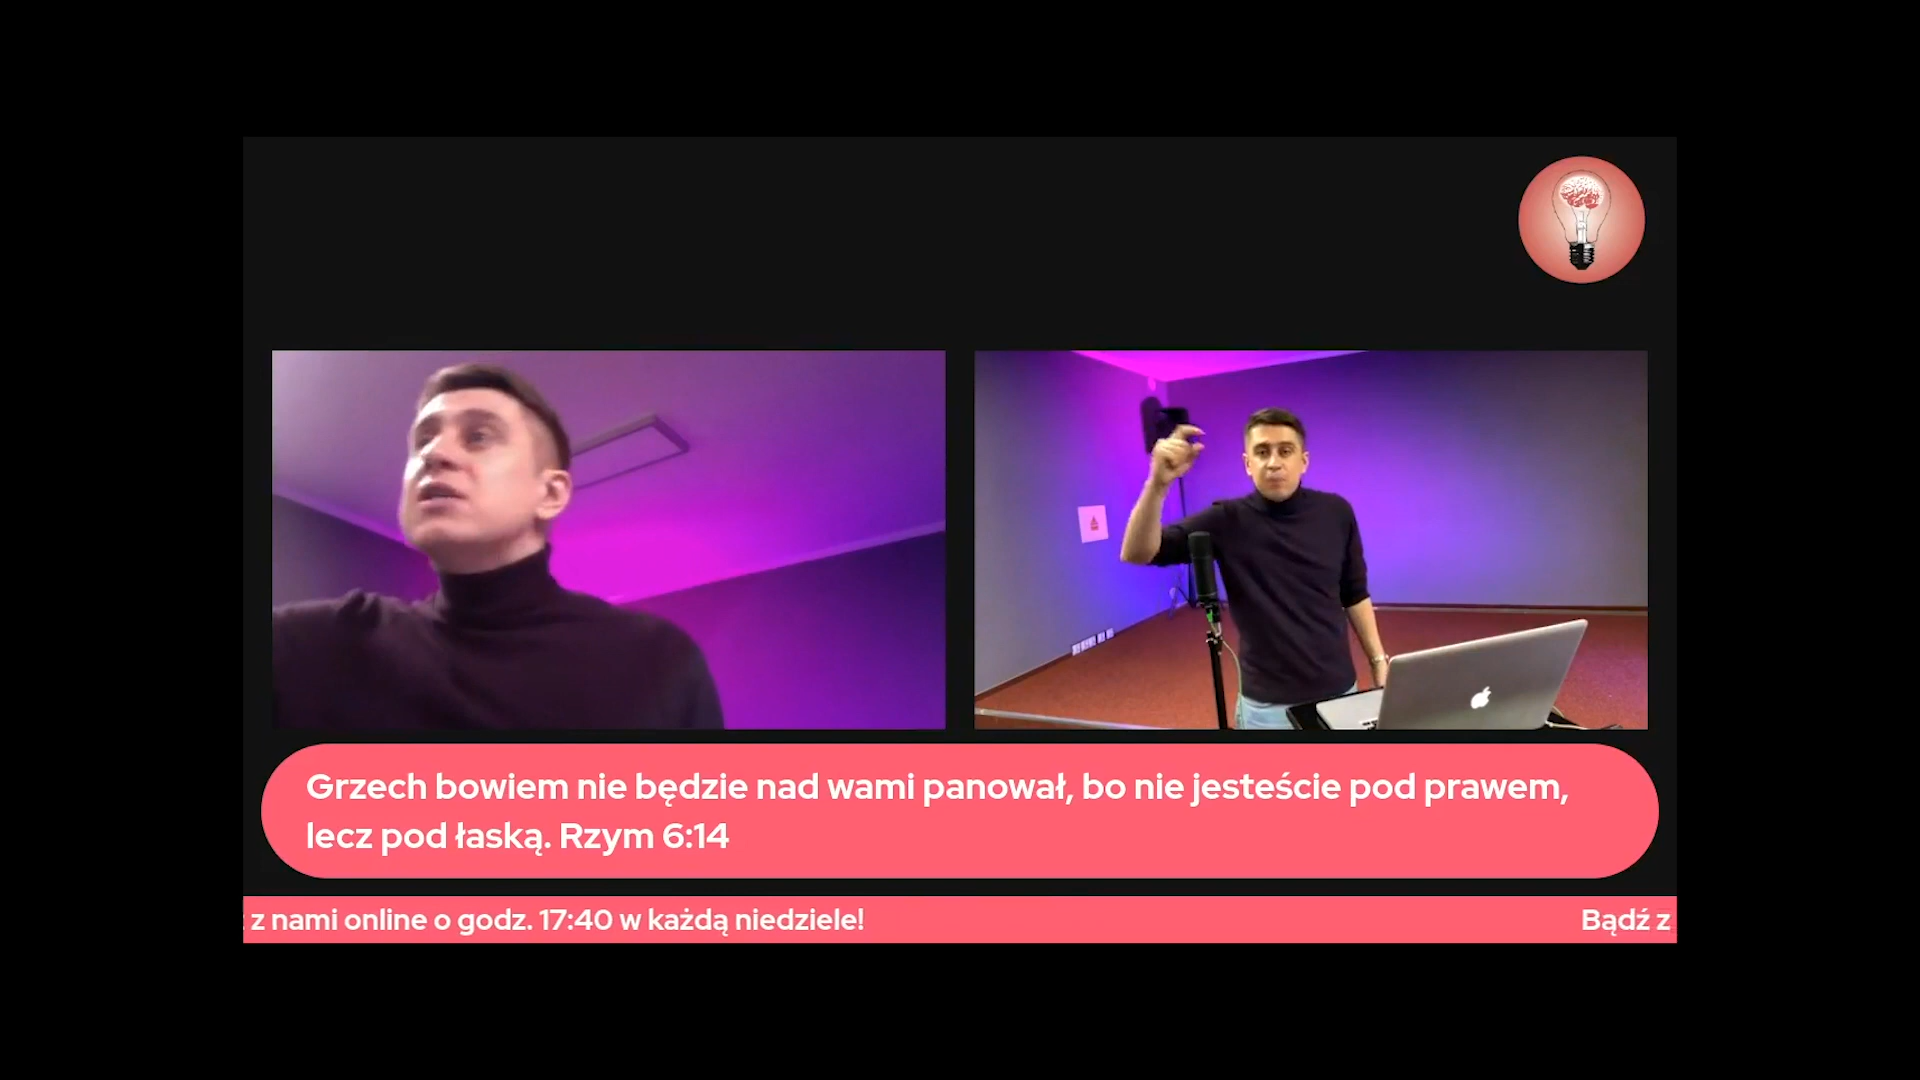 Grzech bowiem nie będzie nad wami panował, bo nie jesteście pod prawem,
lecz pod łaską. Rzym 6:14
z nami online o godz. 17:40 w każdą niedziele!
Bądź z